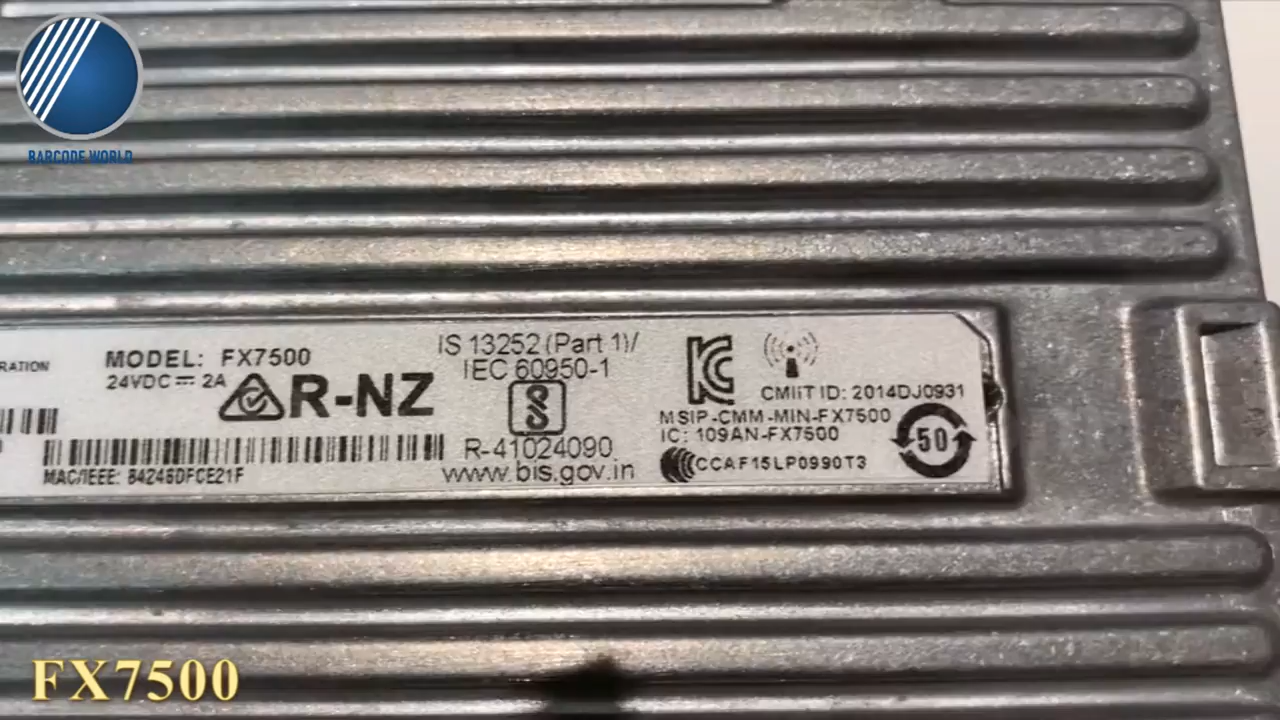 BARCODE WORLD
RATION
MODEL: FX7500
24VDC ⎓ 2A
R-NZ
MAC/IEEE: 84248DFCE21F
IS 13252 (Part 1)/
IEC 60950-1
R-41024090
www.bis.gov.in
CMIIT ID: 2014DJ0931
MSIP-CMM-MIN-FX7500
IC: 109AN-FX7500
CCAF15LP0990T3
50
FX7500